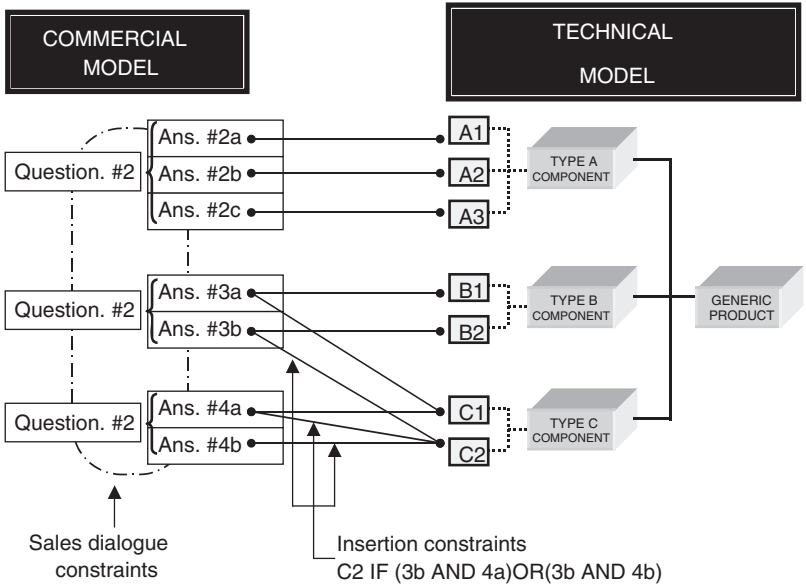 COMMERCIAL
MODEL
TECHNICAL
MODEL
Question. #2
Ans. #2a
Ans. #2b
Ans. #2c
A1
A2
A3
TYPE A
COMPONENT
Question. #2
Ans. #3a
Ans. #3b
B1
B2
TYPE B
COMPONENT
GENERIC
PRODUCT
Question. #2
Ans. #4a
Ans. #4b
C1
C2
TYPE C
COMPONENT
Sales dialogue
constraints
Insertion constraints
C2 IF (3b AND 4a)OR(3b AND 4b)